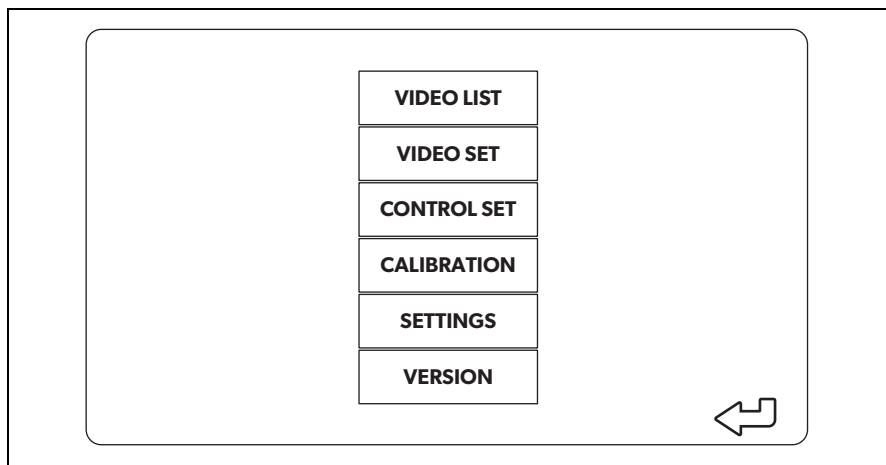 VIDEO LIST
VIDEO SET
CONTROL SET
CALIBRATION
SETTINGS
VERSION